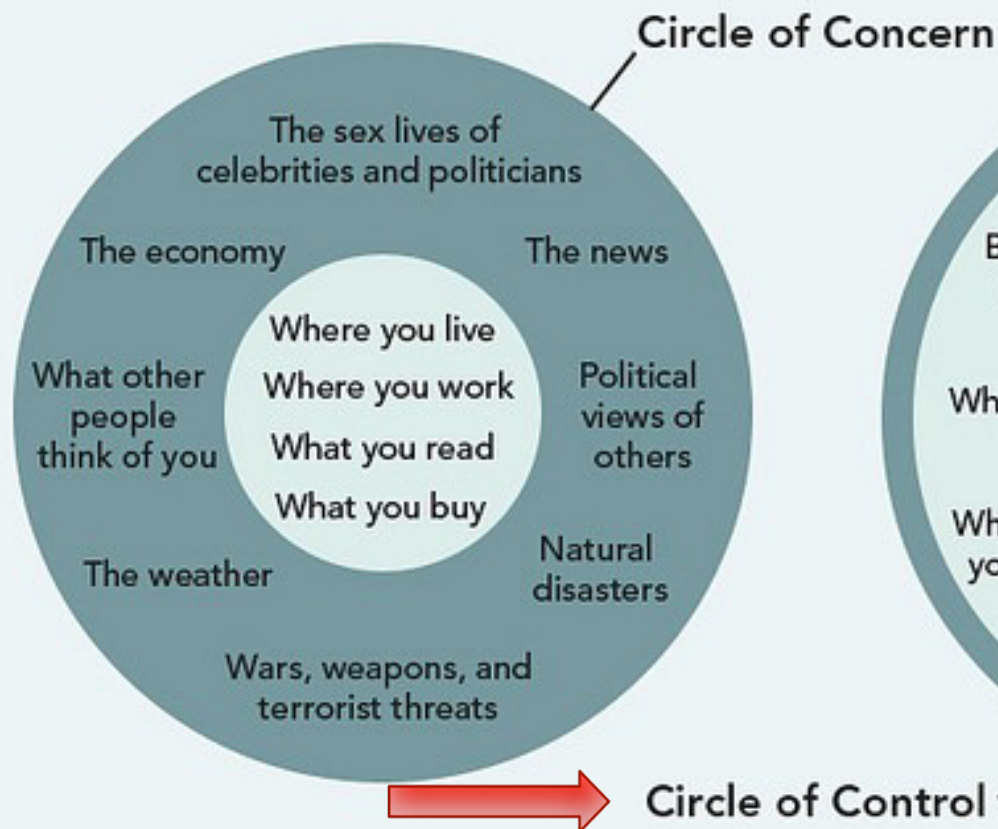 Circle of Concern
The sex lives of
celebrities and politicians
The economy
The news
Where you live
Where you work
What you read
What you buy
What other
people
think of you
Political
views of
others
The weather
Natural
disasters
Wars, weapons, and
terrorist threats
Circle of Control